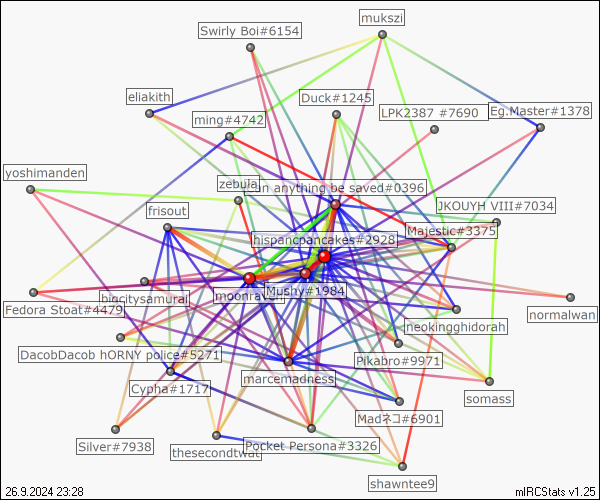 mukszi
Swirly Boi#6154
eliakith
Duck#1245
LPK2387 #7690
Eg.Master#1378
ming#4742
yoshimanden
zebula
an anything be saved#0396
JKOUYH VIII#7034
frisout
Majestic#3375
hispancpancakes#2928
bigcitysamurai
moonraven
Mushy#1984
Fedora Stoat#4479
normalwan
neokingghidorah
DacobDacob hORNY police#5271
Pikabro#9971
marcemadness
Cypha#1717
somass
Madネコ#6901
Silver#7938
thesecondtwat
Pocket Persona#3326
shawntee9
26.9.2024 23:28
mIRCStats v1.25